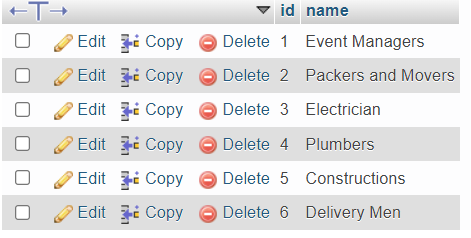 id name
Edit Copy Delete 1 Event Managers
Edit Copy Delete 2 Packers and Movers
Edit Copy Delete 3 Electrician
Edit Copy Delete 4 Plumbers
Edit Copy Delete 5 Constructions
Edit Copy Delete 6 Delivery Men